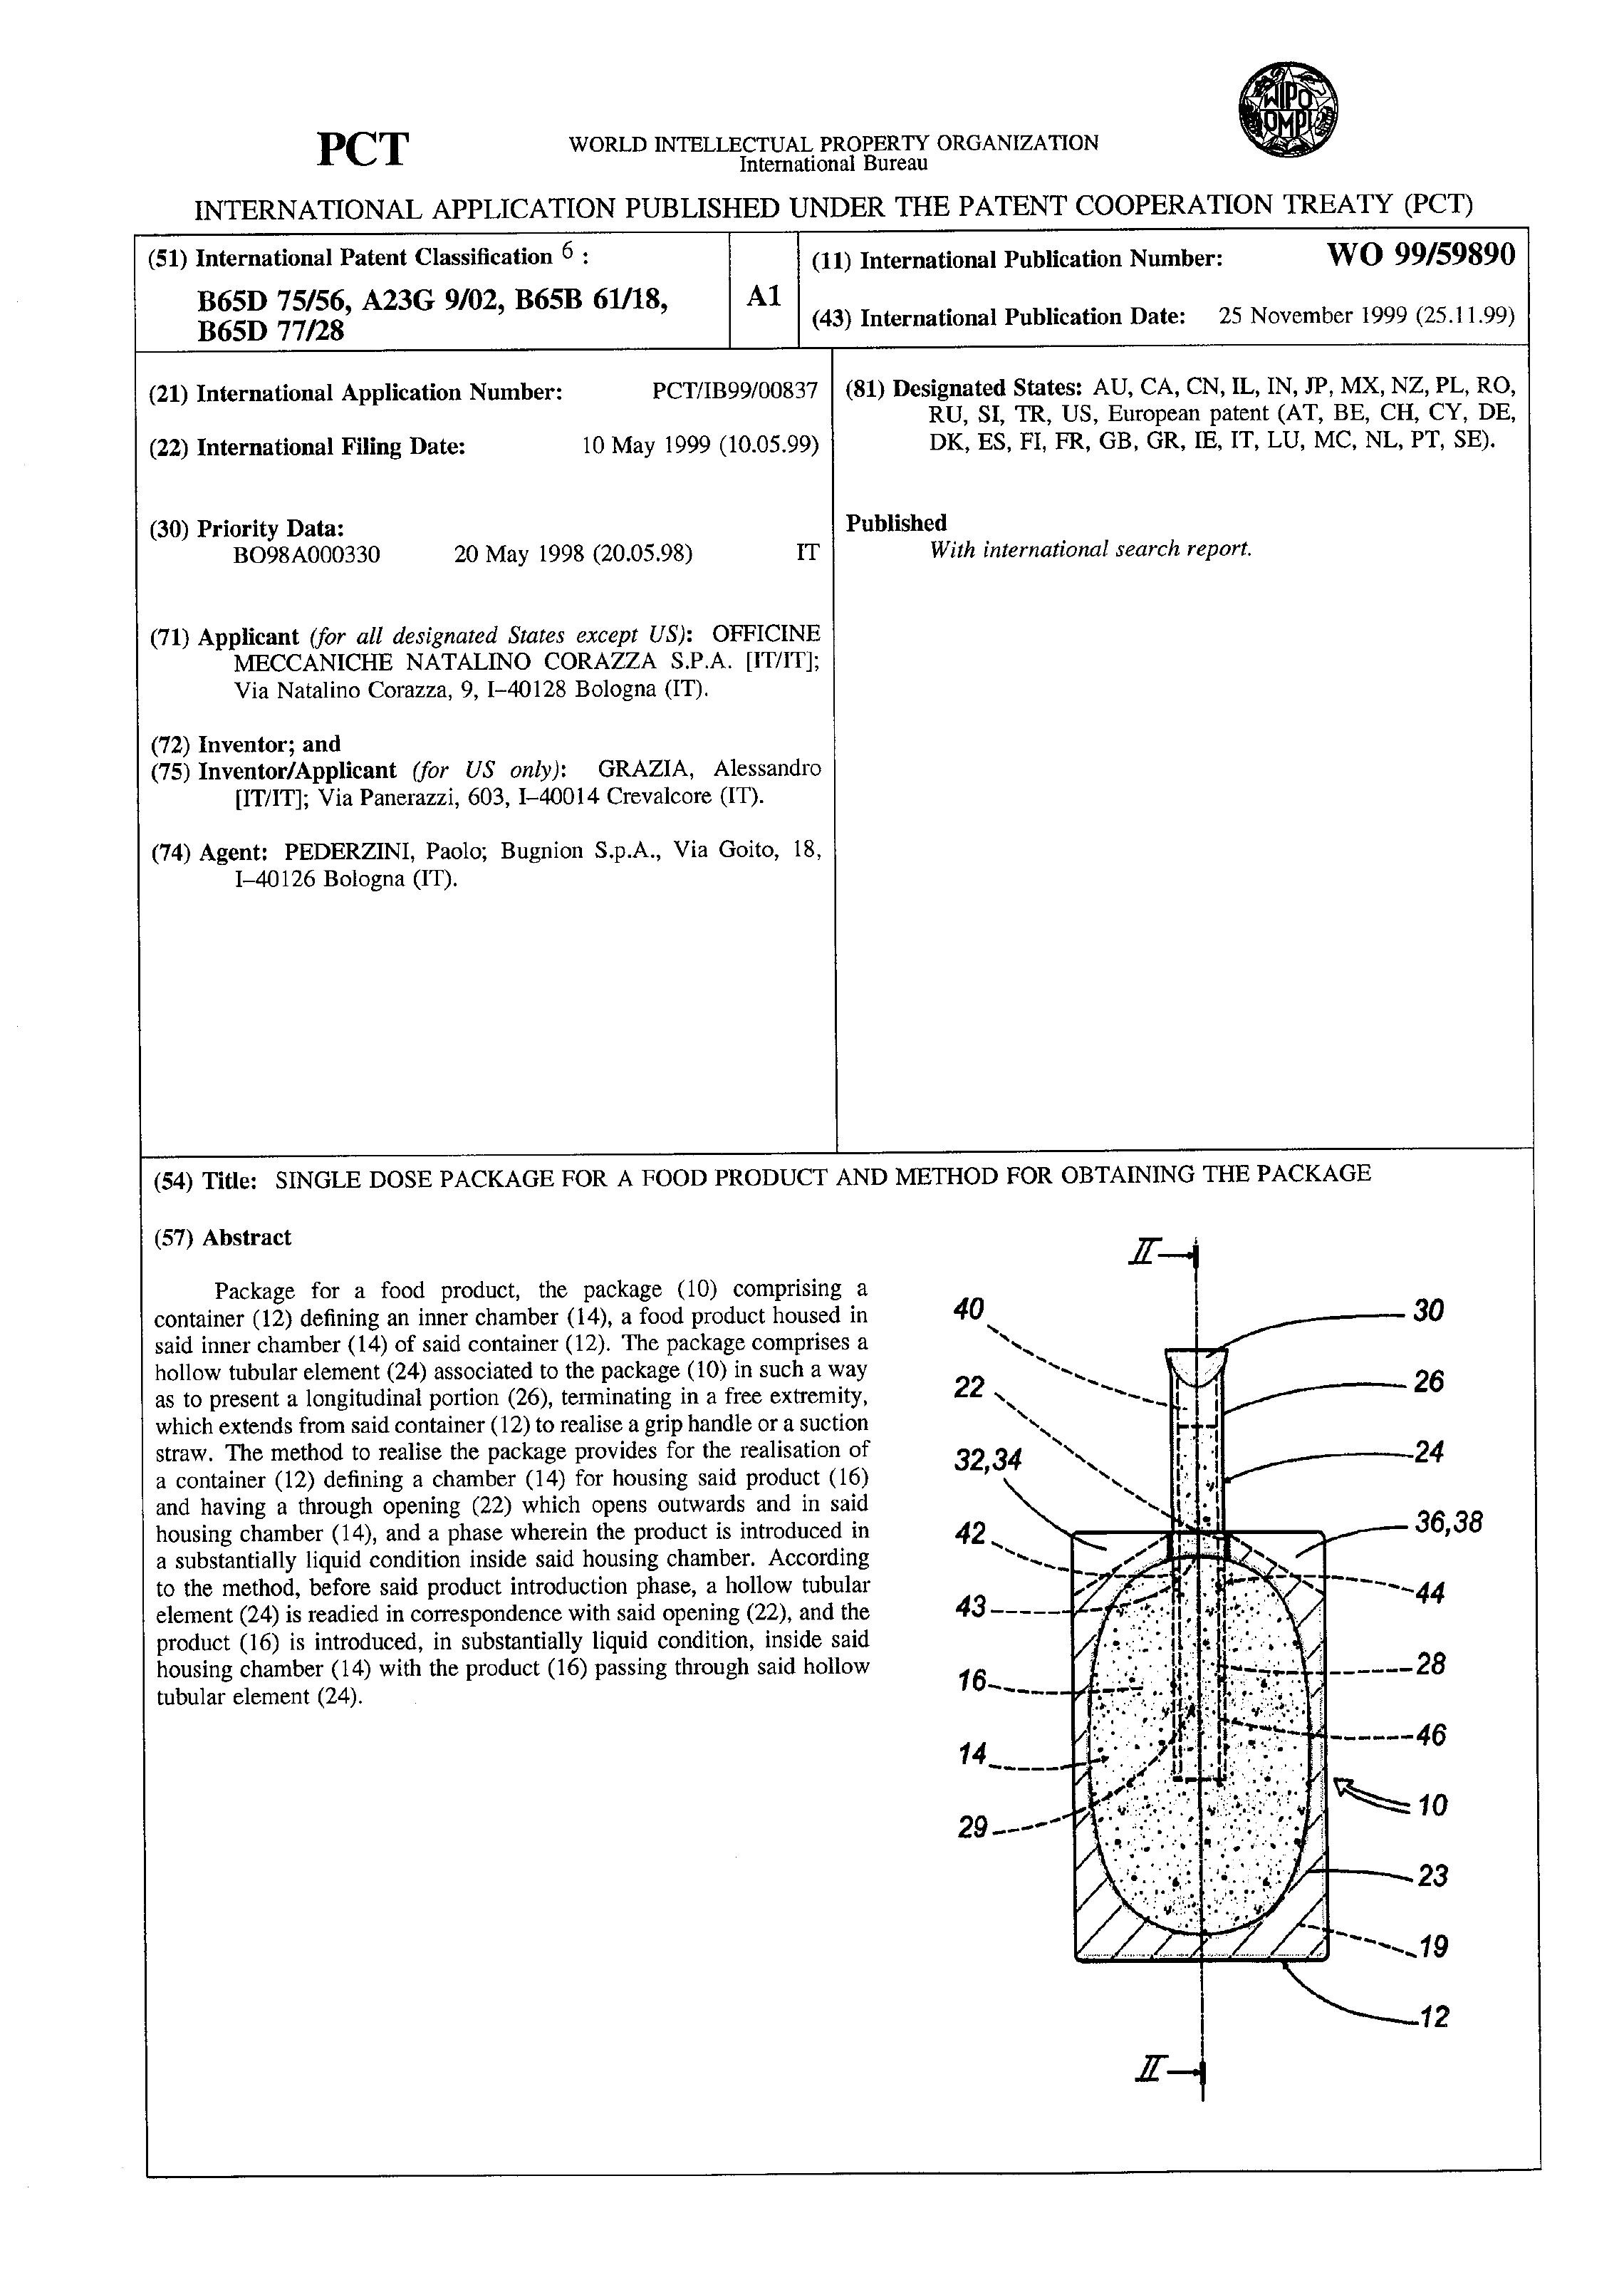 PCT
WORLD INTELLECTUAL PROPERTY ORGANIZATION
International Bureau
WIPO
OMPI
INTERNATIONAL APPLICATION PUBLISHED UNDER THE PATENT COOPERATION TREATY (PCT)
(51) International Patent Classification 6 :
B65D 75/56, A23G 9/02, B65B 61/18,
B65D 77/28
A1
(11) International Publication Number: WO 99/59890
(43) International Publication Date: 25 November 1999 (25.11.99)
(21) International Application Number: PCT/IB99/00837
(22) International Filing Date: 10 May 1999 (10.05.99)
(30) Priority Data:
BO98A000330 20 May 1998 (20.05.98) IT
(71) Applicant (for all designated States except US): OFFICINE
MECCANICHE NATALINO CORAZZA S.P.A. [IT/IT];
Via Natalino Corazza, 9, I–40128 Bologna (IT).
(72) Inventor; and
(75) Inventor/Applicant (for US only): GRAZIA, Alessandro
[IT/IT]; Via Panerazzi, 603, I–40014 Crevalcore (IT).
(74) Agent: PEDERZINI, Paolo; Bugnion S.p.A., Via Goito, 18,
I–40126 Bologna (IT).
(81) Designated States: AU, CA, CN, IL, IN, JP, MX, NZ, PL, RO,
RU, SI, TR, US, European patent (AT, BE, CH, CY, DE,
DK, ES, FI, FR, GB, GR, IE, IT, LU, MC, NL, PT, SE).
Published
With international search report.
(54) Title: SINGLE DOSE PACKAGE FOR A FOOD PRODUCT AND METHOD FOR OBTAINING THE PACKAGE
(57) Abstract
Package for a food product, the package (10) comprising a
container (12) defining an inner chamber (14), a food product housed in
said inner chamber (14) of said container (12). The package comprises a
hollow tubular element (24) associated to the package (10) in such a way
as to present a longitudinal portion (26), terminating in a free extremity,
which extends from said container (12) to realise a grip handle or a suction
straw. The method to realise the package provides for the realisation of
a container (12) defining a chamber (14) for housing said product (16)
and having a through opening (22) which opens outwards and in said
housing chamber (14), and a phase wherein the product is introduced in
a substantially liquid condition inside said housing chamber. According
to the method, before said product introduction phase, a hollow tubular
element (24) is readied in correspondence with said opening (22), and the
product (16) is introduced, in substantially liquid condition, inside said
housing chamber (14) with the product (16) passing through said hollow
tubular element (24).
II
40
30
22
26
32,34
24
42
36,38
43
44
16
28
14
46
29
10
23
19
12
II